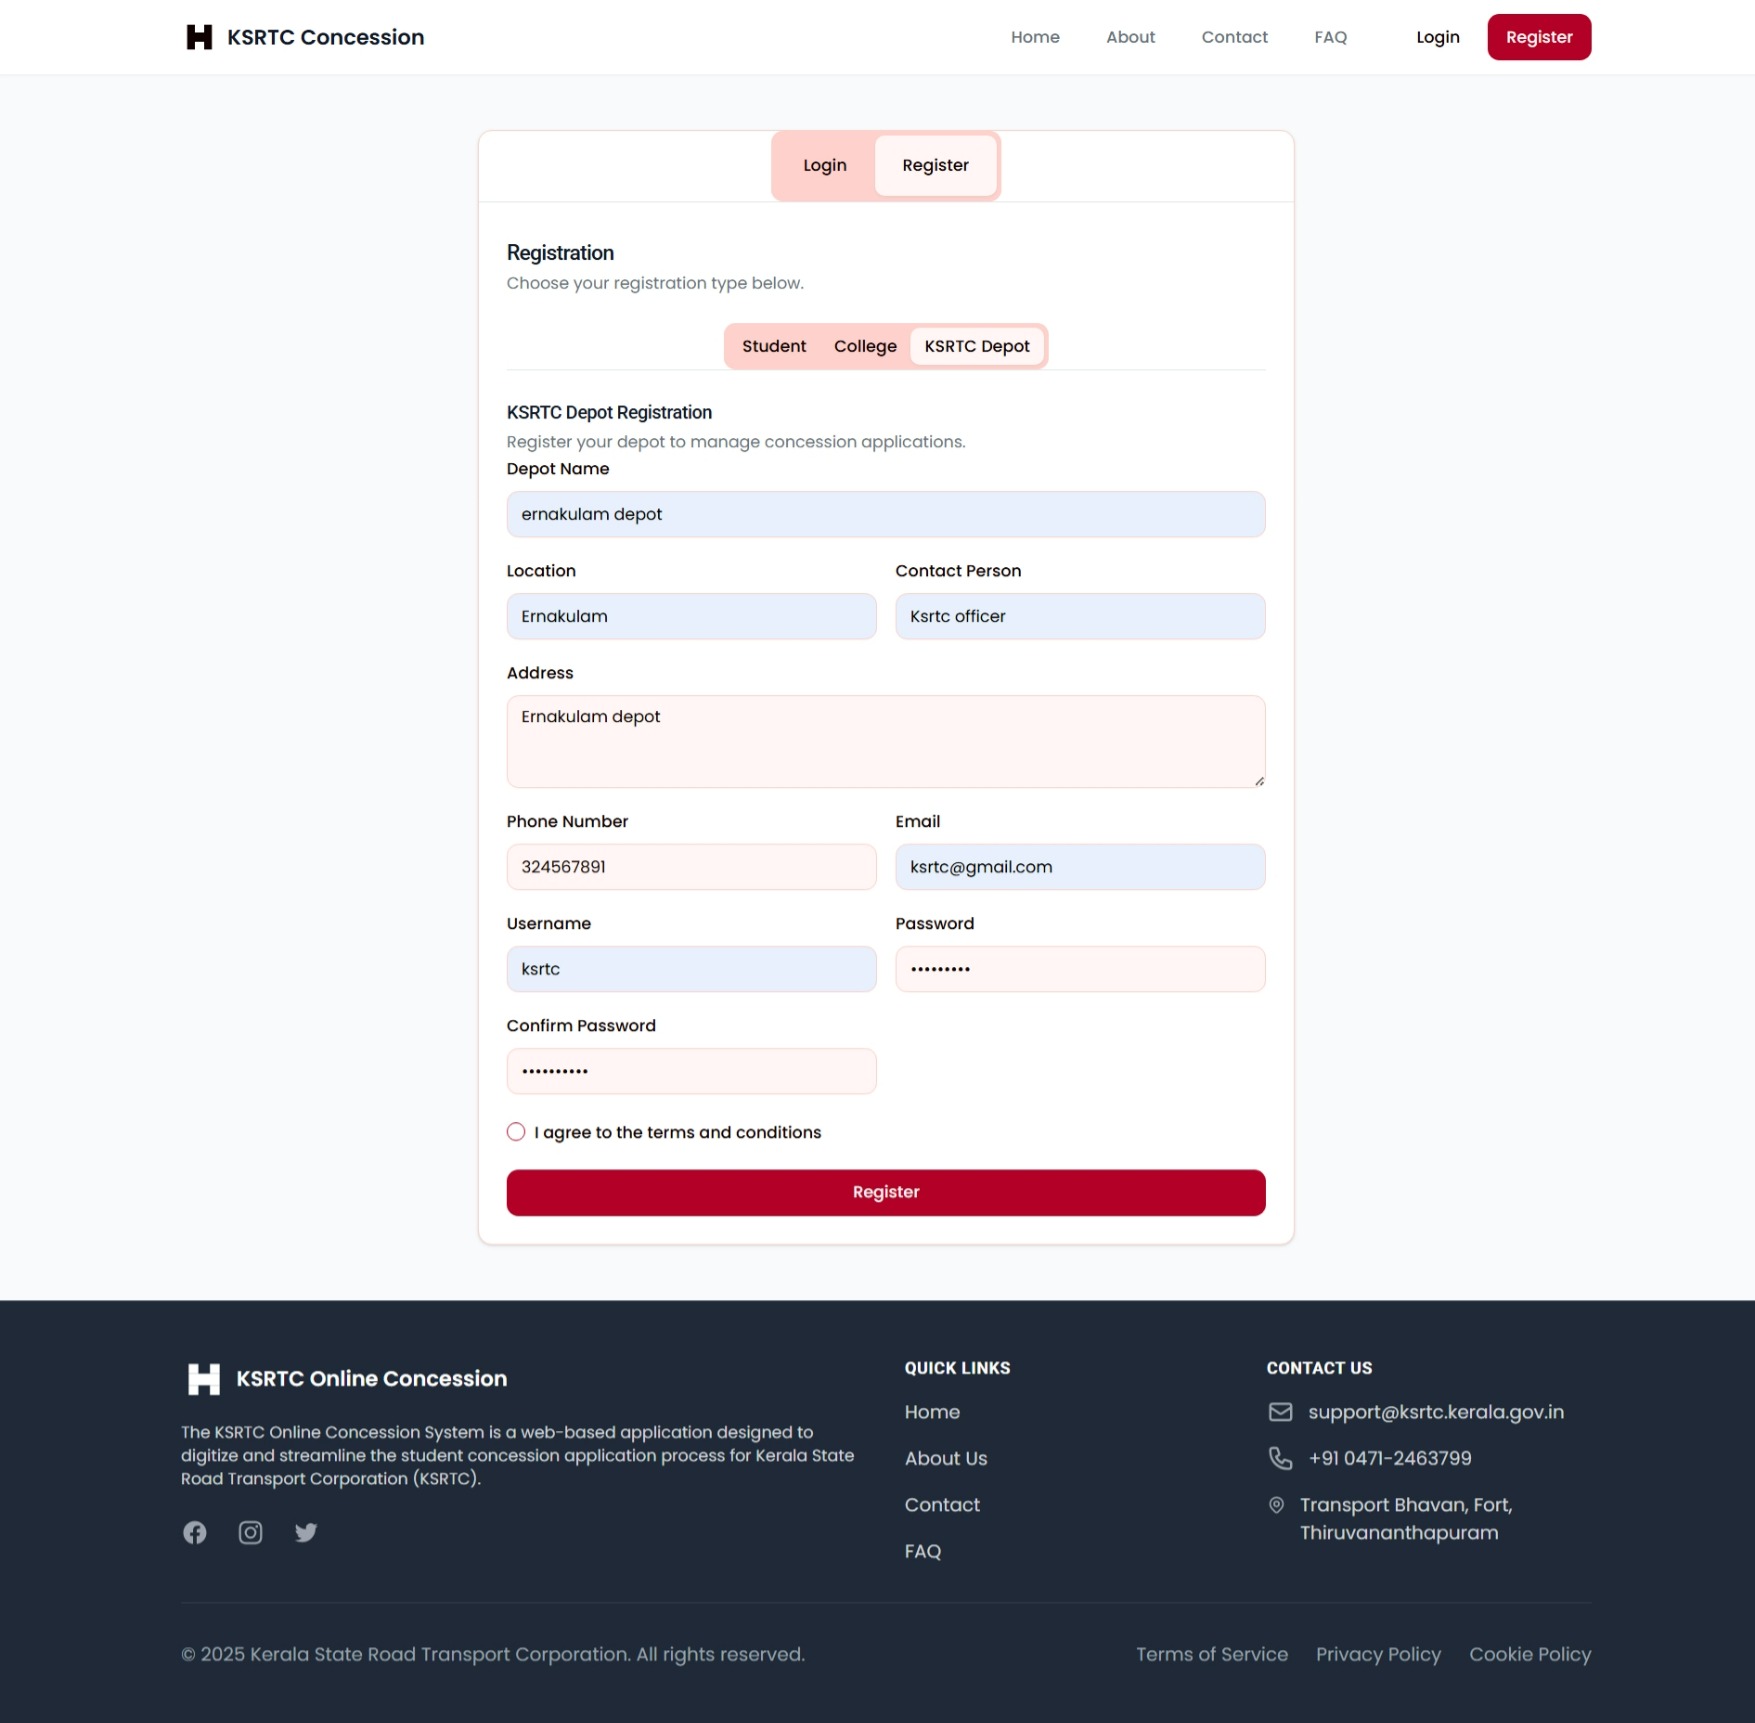 KSRTC Concession
Home About Contact FAQ Login Register
Login Register
Registration
Choose your registration type below.
Student College KSRTC Depot
KSRTC Depot Registration
Register your depot to manage concession applications.
Depot Name
ernakulam depot
Location Contact Person
Ernakulam Ksrtc officer
Address
Ernakulam depot
Phone Number Email
324567891 ksrtc@gmail.com
Username Password
ksrtc •••••••••
Confirm Password
••••••••••
I agree to the terms and conditions
Register
KSRTC Online Concession
The KSRTC Online Concession System is a web-based application designed to
digitize and streamline the student concession application process for Kerala State
Road Transport Corporation (KSRTC).
QUICK LINKS
Home
About Us
Contact
FAQ
CONTACT US
support@ksrtc.kerala.gov.in
+91 0471-2463799
Transport Bhavan, Fort,
Thiruvananthapuram
© 2025 Kerala State Road Transport Corporation. All rights reserved.
Terms of Service Privacy Policy Cookie Policy